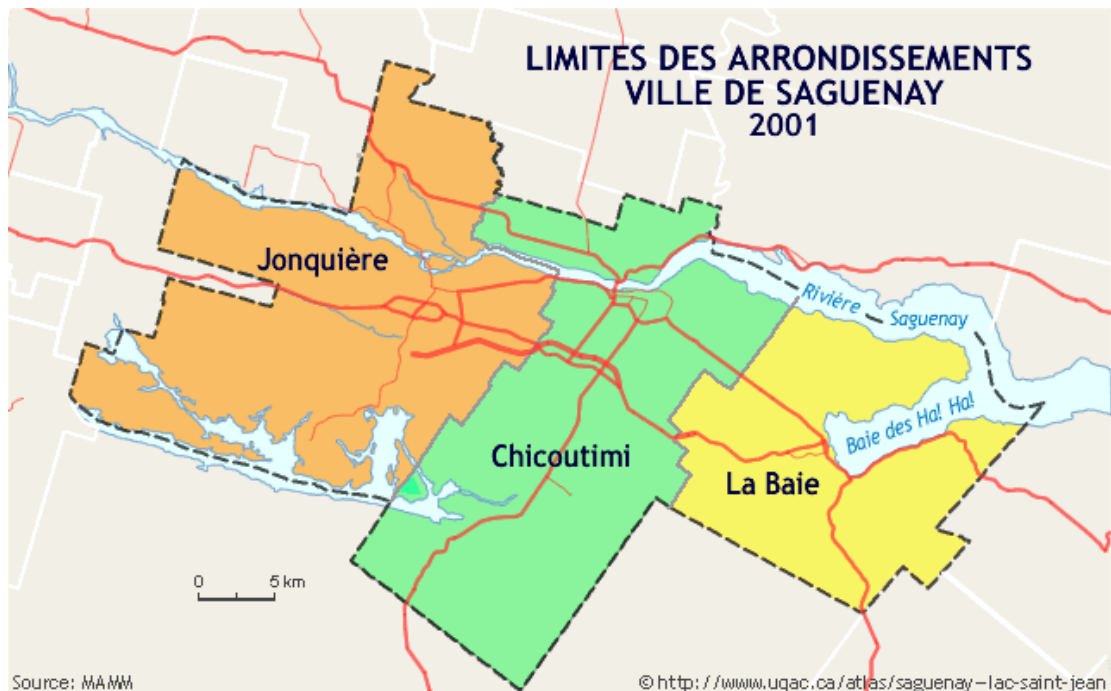 LIMITES DES ARRONDISSEMENTS
VILLE DE SAGUENAY
2001
Jonquière
Rivière Saguenay
Baie des Ha! Ha!
Chicoutimi
La Baie
0 5 km
Source: MAMM
© http://www.uqac.ca/atlas/saguenay-lac-saint-jean